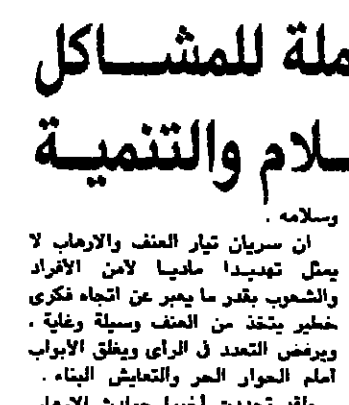 ملة للمشـــاكل
ـلام والتنميــة
وسلامه .
ان سريان تيار العنف والارهاب لا
يمثل تهديدا ماديا لامن الأفراد
والشعوب بقدر ما يعبر عن اتجاه فكرى
خطير يتخذ من العنف وسيلة وغاية .
ويرفض التعدد فى الرأى ويغلق الأبواب
أمام الحوار الحر والتعايش البناء .